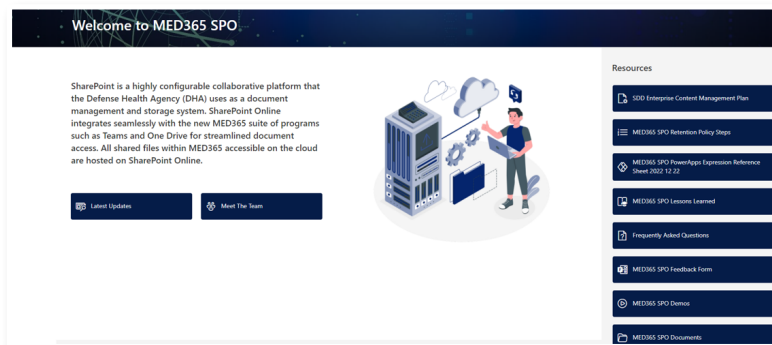 Welcome to MED365 SPO
SharePoint is a highly configurable collaborative platform that
the Defense Health Agency (DHA) uses as a document
management and storage system. SharePoint Online
integrates seamlessly with the new MED365 suite of programs
such as Teams and One Drive for streamlined document
access. All shared files within MED365 accessible on the cloud
are hosted on SharePoint Online.
Latest Updates
Meet The Team
Resources
SDD Enterprise Content Management Plan
MED365 SPO Retention Policy Steps
MED365 SPO PowerApps Expression Reference
Sheet 2022 12 22
MED365 SPO Lessons Learned
Frequently Asked Questions
MED365 SPO Feedback Form
MED365 SPO Demos
MED365 SPO Documents